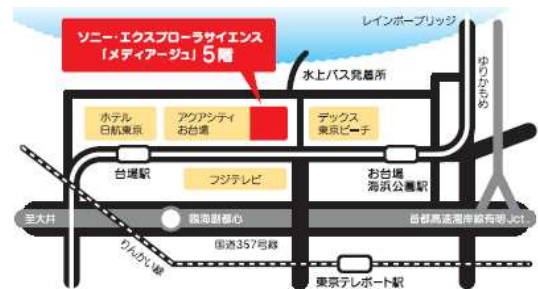 レインボーブリッジ
ソニー・エクスプローラサイエンス
「メディアージュ」5階
水上バス発着所
ゆりかもめ
ホテル
日航東京
アクアシティ
お台場
デックス
東京ビーチ
台場駅
お台場
海浜公園駅
フジテレビ
至大井
臨海副都心
首都高速湾岸線有明Jct.
りんかい線
国道357号線
東京テレポート駅